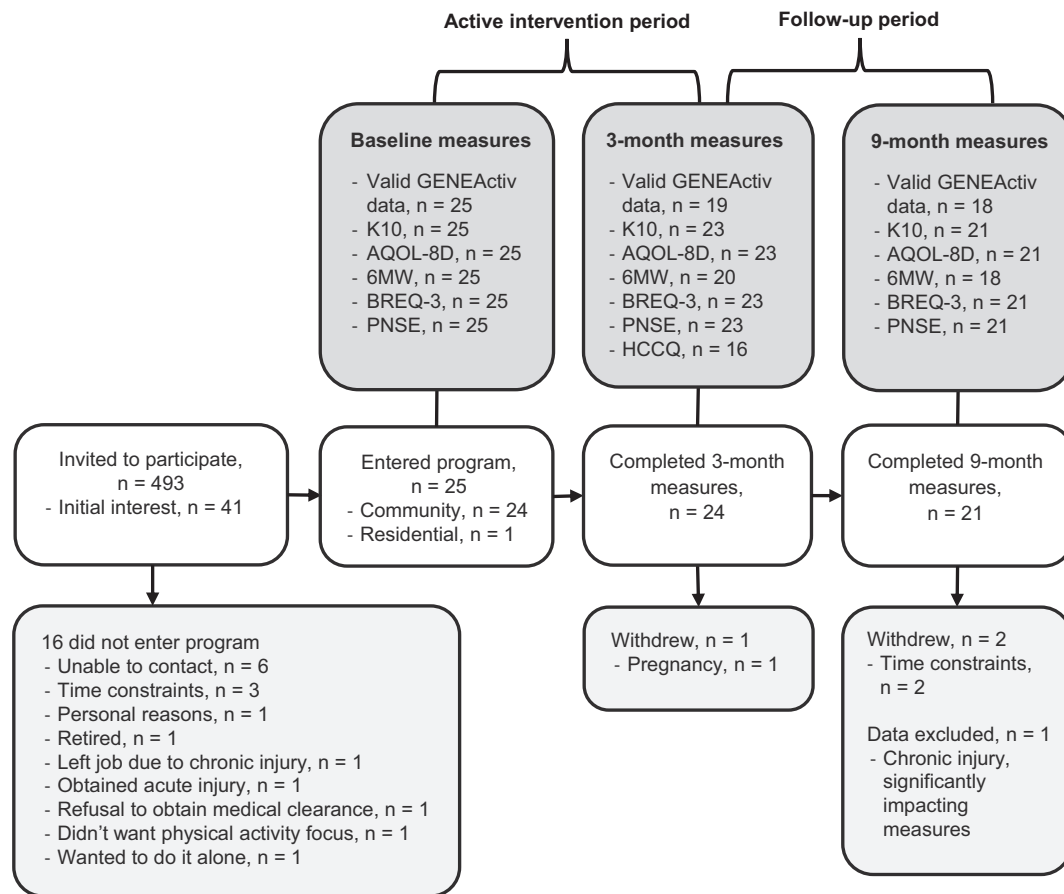 Active intervention period
Follow-up period
Baseline measures
- Valid GENEActiv
data, n = 25
- K10, n = 25
- AQOL-8D, n = 25
- 6MW, n = 25
- BREQ-3, n = 25
- PNSE, n = 25
3-month measures
- Valid GENEActiv
data, n = 19
- K10, n = 23
- AQOL-8D, n = 23
- 6MW, n = 20
- BREQ-3, n = 23
- PNSE, n = 23
- HCCQ, n = 16
9-month measures
- Valid GENEActiv
data, n = 18
- K10, n = 21
- AQOL-8D, n = 21
- 6MW, n = 18
- BREQ-3, n = 21
- PNSE, n = 21
Invited to participate,
n = 493
- Initial interest, n = 41
Entered program,
n = 25
- Community, n = 24
- Residential, n = 1
Completed 3-month
measures,
n = 24
Completed 9-month
measures,
n = 21
16 did not enter program
- Unable to contact, n = 6
- Time constraints, n = 3
- Personal reasons, n = 1
- Retired, n = 1
- Left job due to chronic injury, n = 1
- Obtained acute injury, n = 1
- Refusal to obtain medical clearance, n = 1
- Didn't want physical activity focus, n = 1
- Wanted to do it alone, n = 1
Withdrew, n = 1
- Pregnancy, n = 1
Withdrew, n = 2
- Time constraints,
n = 2
Data excluded, n = 1
- Chronic injury,
significantly
impacting
measures